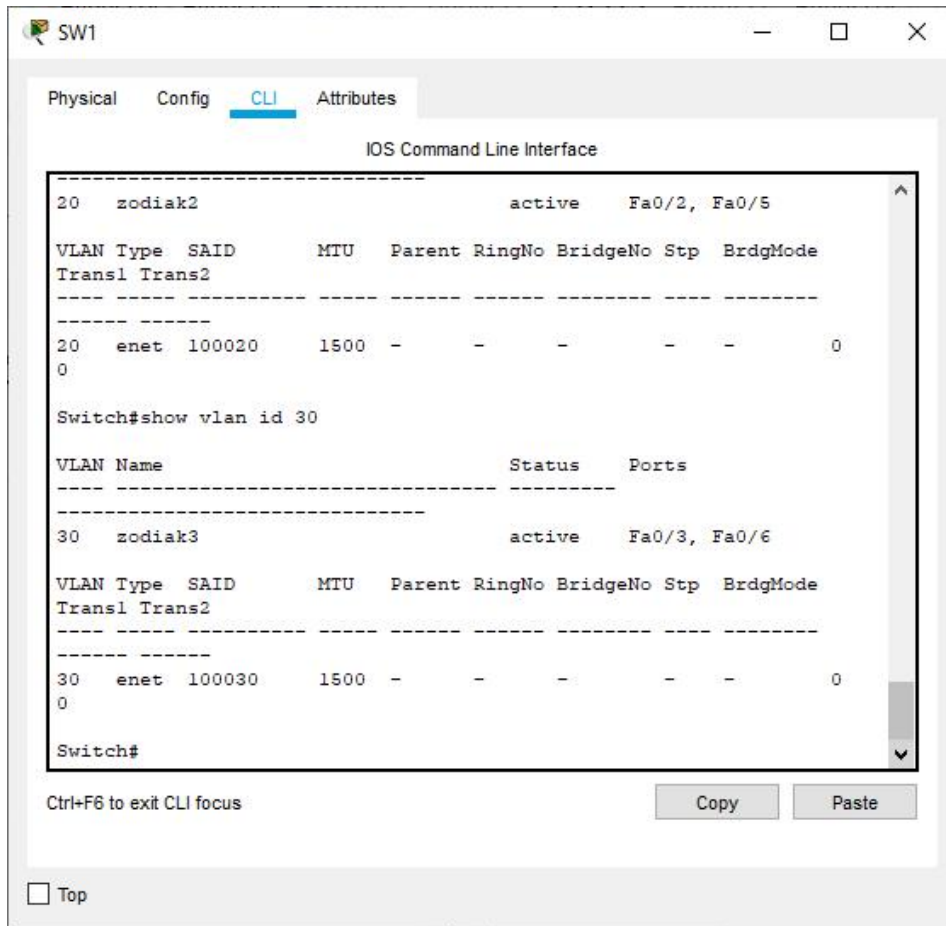 SW1
Physical Config CLI Attributes
IOS Command Line Interface
--------------------------------
20   zodiak2                          active    Fa0/2, Fa0/5
VLAN Type  SAID       MTU   Parent RingNo BridgeNo Stp  BrdgMode
Trans1 Trans2
---- ----- ---------- ----- ------ ------ -------- ---- --------
------ ------
20   enet  100020     1500  -      -      -        -    -        0
0
Switch#show vlan id 30
VLAN Name                             Status    Ports
---- -------------------------------- ---------
-------------------------------
30   zodiak3                          active    Fa0/3, Fa0/6
VLAN Type  SAID       MTU   Parent RingNo BridgeNo Stp  BrdgMode
Trans1 Trans2
---- ----- ---------- ----- ------ ------ -------- ---- --------
------ ------
30   enet  100030     1500  -      -      -        -    -        0
0
Switch#
Ctrl+F6 to exit CLI focus Copy Paste
Top